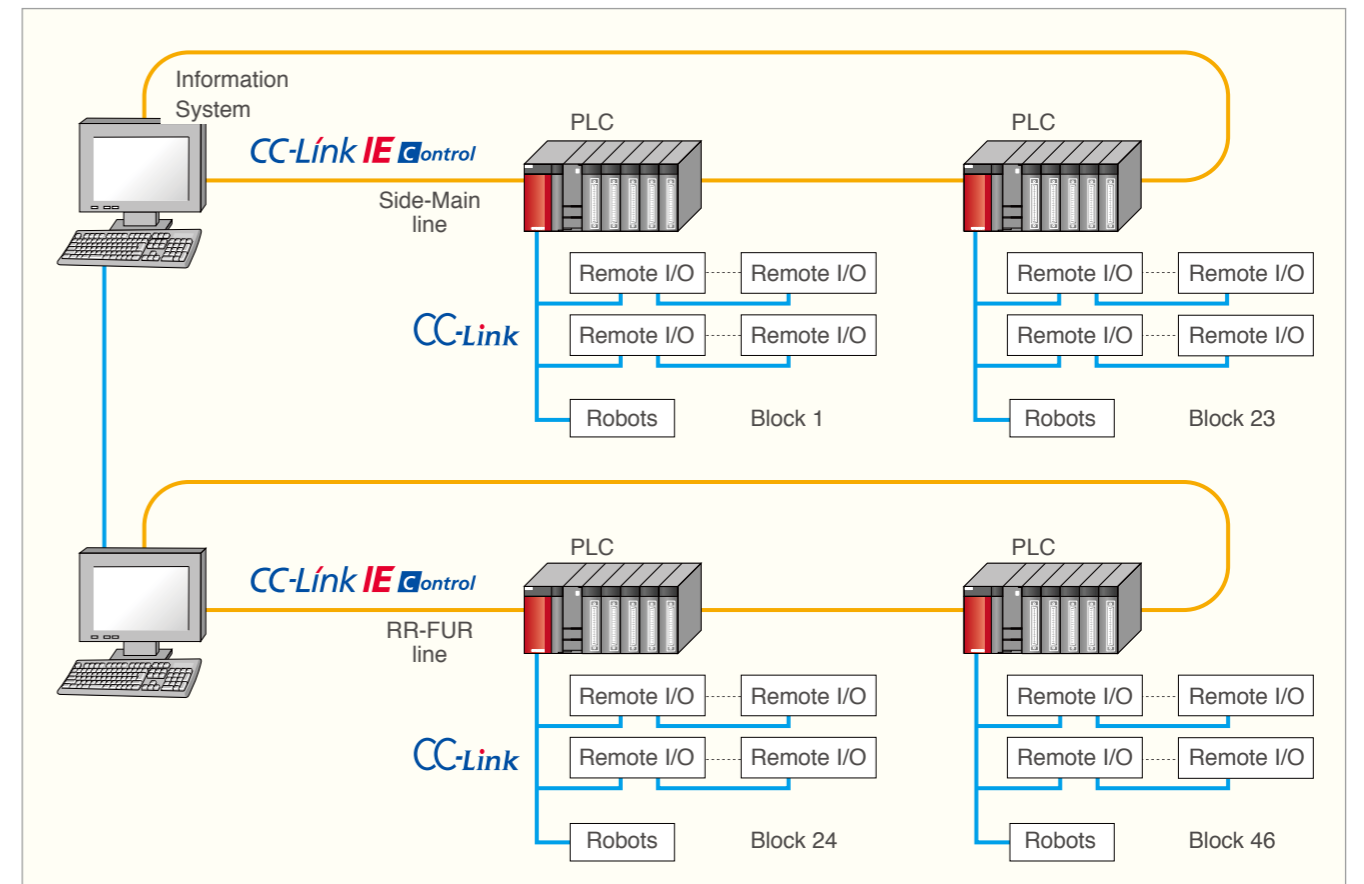 Information
System
PLC
PLC
CC-Link IE Control
Side-Main
line
Remote I/O Remote I/O
Remote I/O Remote I/O
CC-Link
Remote I/O Remote I/O
Remote I/O Remote I/O
Robots
Block 1
Robots
Block 23
PLC
PLC
CC-Link IE Control
RR-FUR
line
Remote I/O Remote I/O
Remote I/O Remote I/O
CC-Link
Remote I/O Remote I/O
Remote I/O Remote I/O
Robots
Block 24
Robots
Block 46